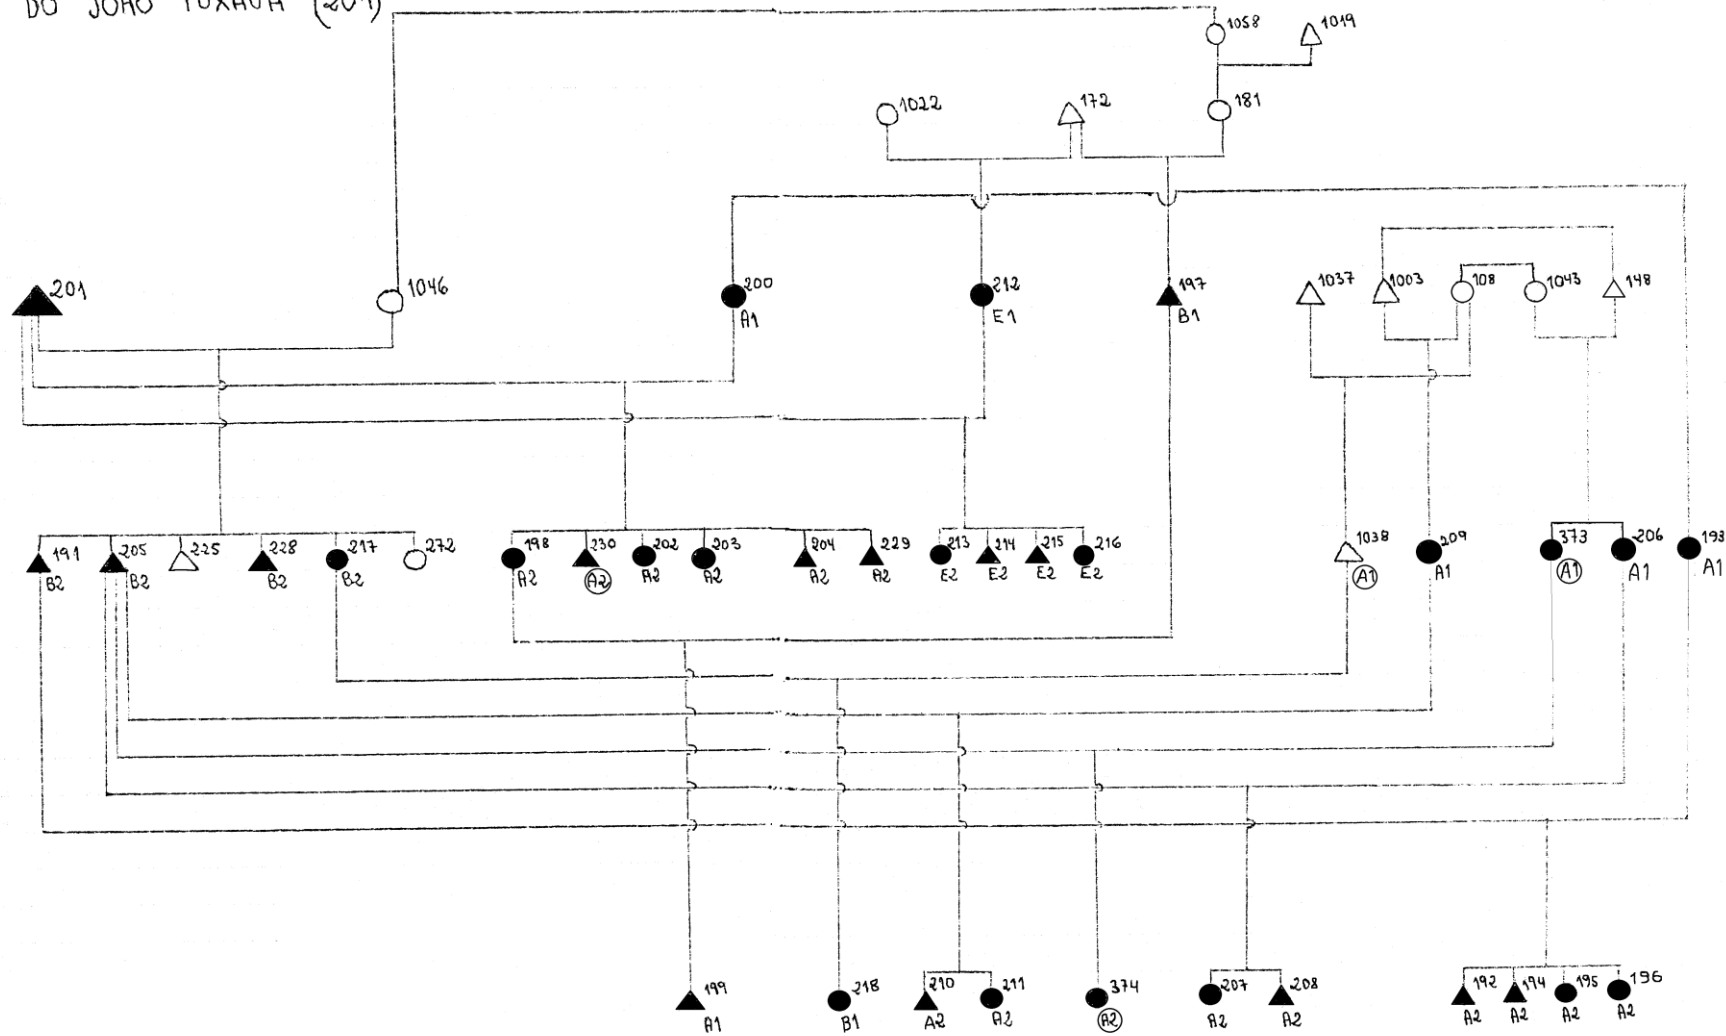 DO JOÃO TUXAUA (201)
1058 1019
1022 172 181
201 1046 200 212 197 1037 1003 108 1043 148
A1 E1 B1
191 205 225 228 217 272 198 230 202 203 204 229 213 214 215 216 1038 209 373 206 193
B2 B2 B2 B2 A2 A2 A2 A2 A2 A2 E2 E2 E2 E2 A1 A1 A1 A1 A1
199 218 210 211 374 207 208 192 194 195 196
A1 B1 A2 A2 A2 A2 A2 A2 A2 A2 A2